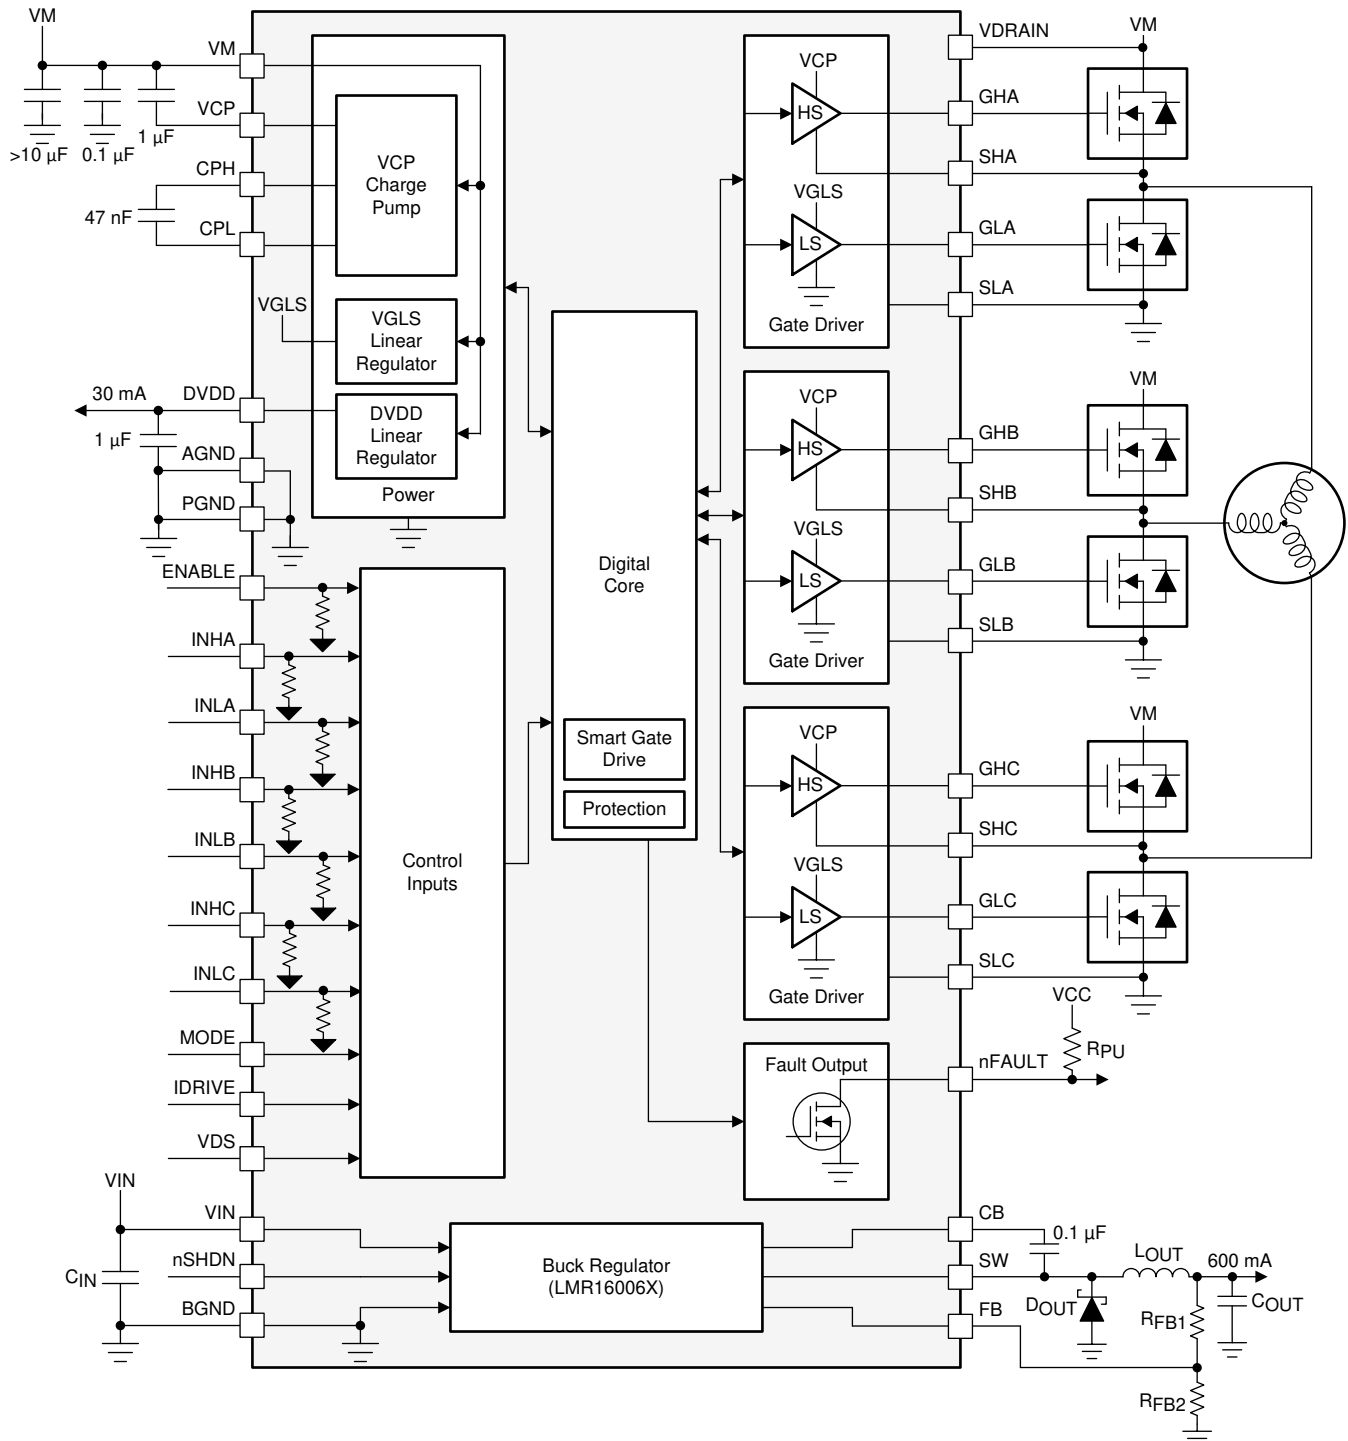 VM
VM
VCP
>10 µF
0.1 µF
1 µF
CPH
47 nF
CPL
VCP
Charge
Pump
VGLS
VGLS
Linear
Regulator
30 mA
DVDD
1 µF
DVDD
Linear
Regulator
AGND
PGND
Power
ENABLE
INHA
INLA
INHB
INLB
INHC
INLC
MODE
IDRIVE
VDS
Control
Inputs
Digital
Core
Smart Gate
Drive
Protection
VCP
HS
VGLS
LS
Gate Driver
VCP
HS
VGLS
LS
Gate Driver
VCP
HS
VGLS
LS
Gate Driver
VDRAIN
VM
GHA
SHA
GLA
SLA
VM
GHB
SHB
GLB
SLB
VM
GHC
SHC
GLC
SLC
VCC
RPU
nFAULT
Fault Output
VIN
VIN
CIN
nSHDN
BGND
Buck Regulator
(LMR16006X)
CB
0.1 µF
SW
LOUT
600 mA
FB
DOUT
RFB1
COUT
RFB2